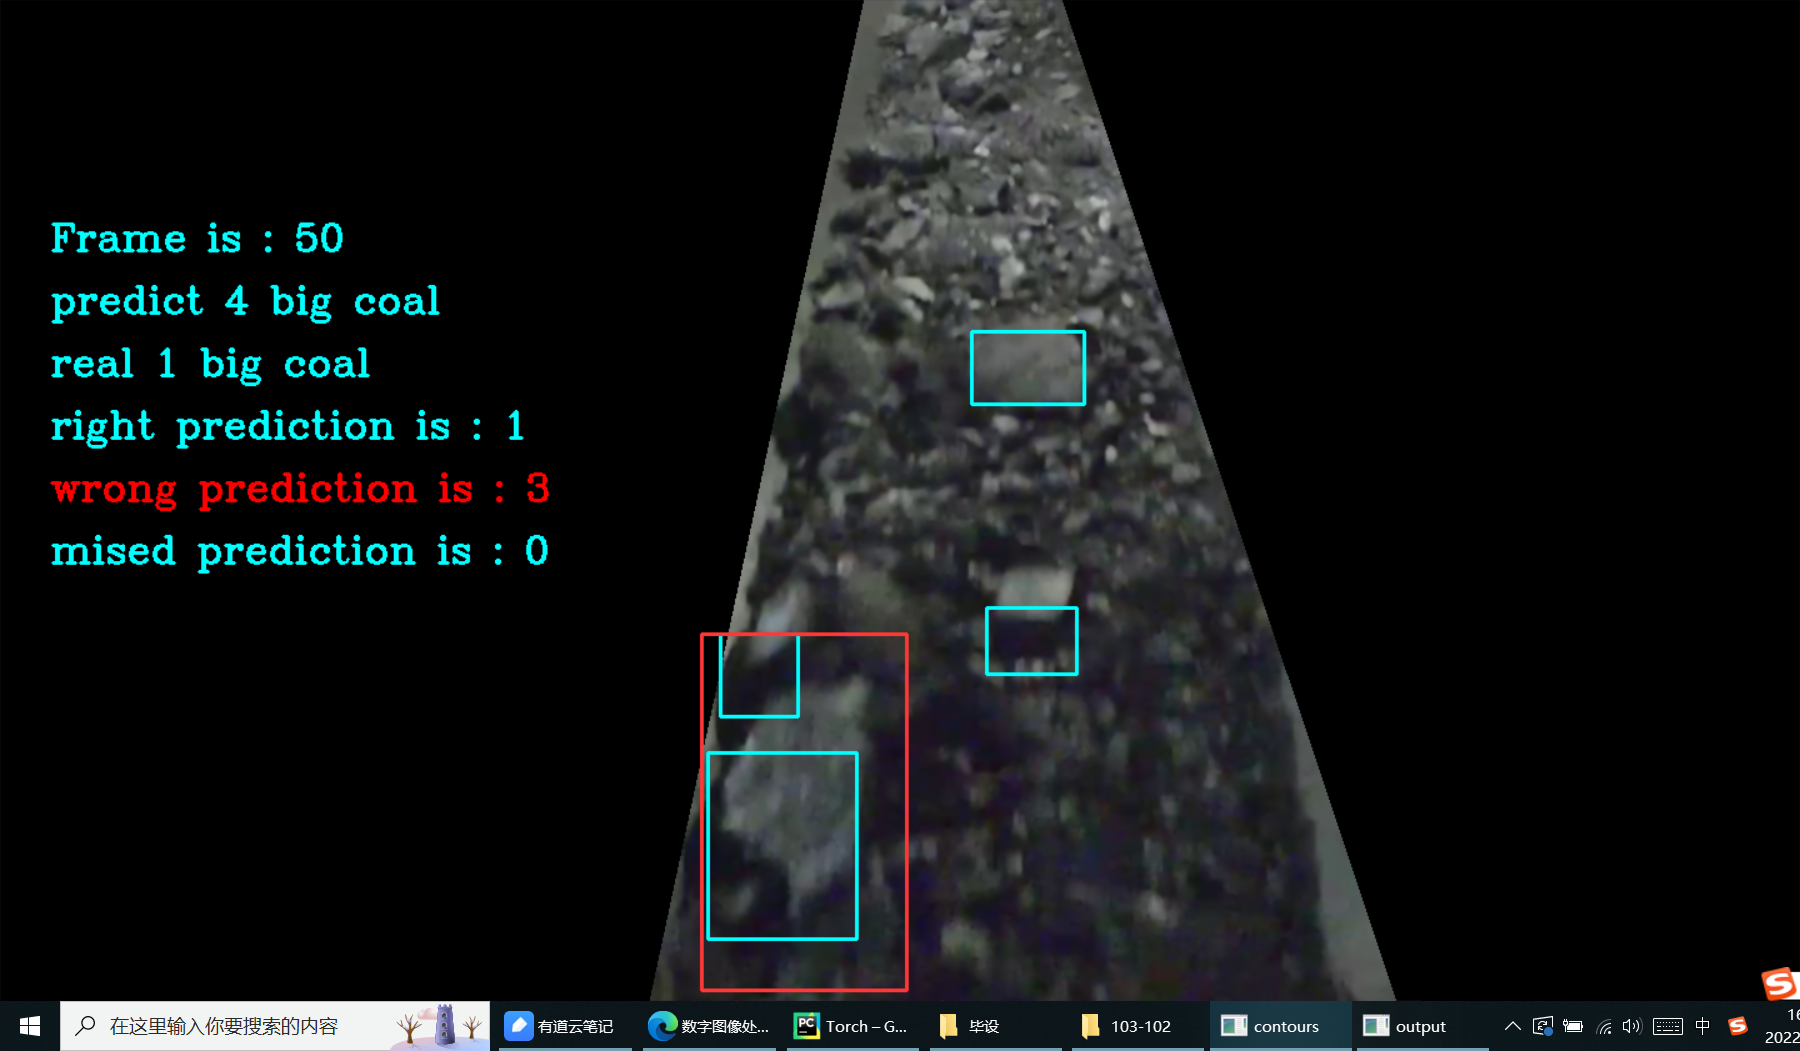 Frame is : 50
predict 4 big coal
real 1 big coal
right prediction is : 1
wrong prediction is : 3
mised prediction is : 0
在这里输入你要搜索的内容
有道云笔记
数字图像处...
PC
Torch – G...
毕设
103-102
contours
output
中
S
S
16
2022